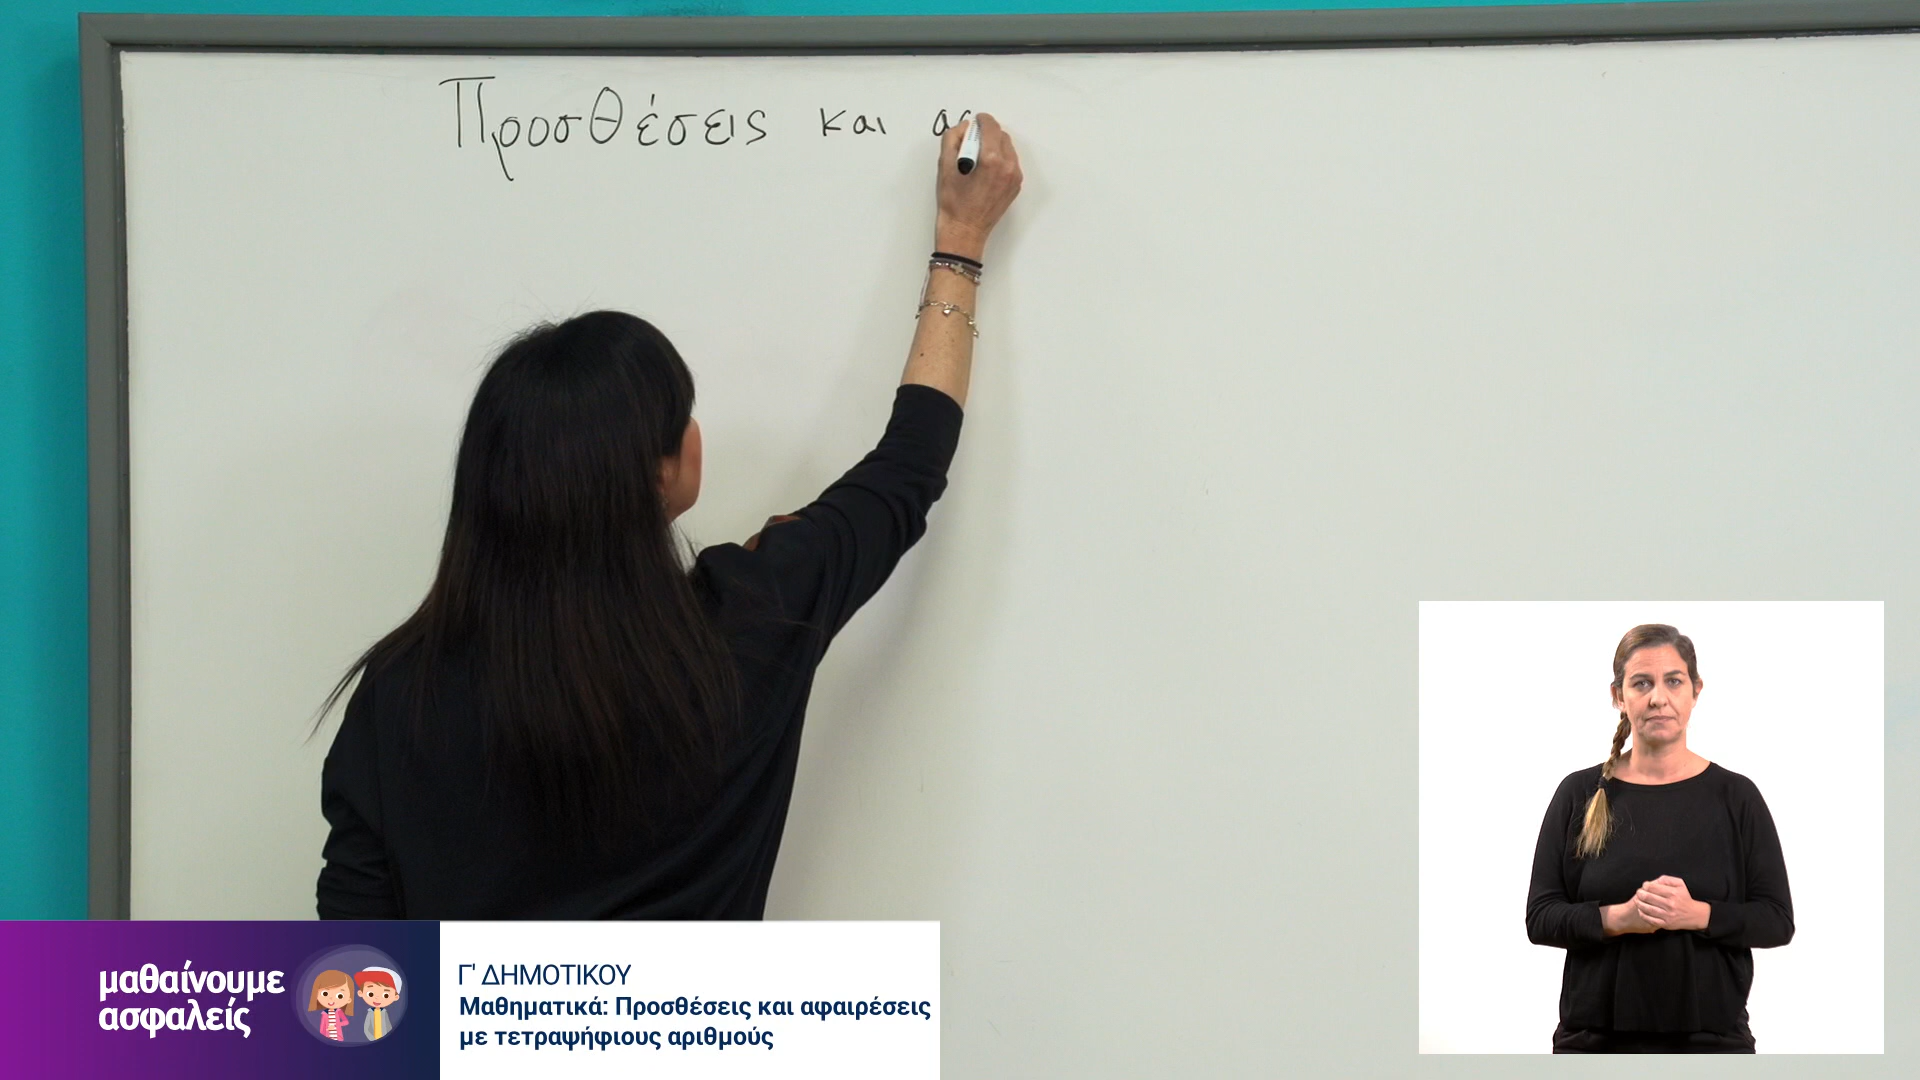 Προσθέσεις και
μαθαίνουμε
ασφαλείς
Γ' ΔΗΜΟΤΙΚΟΥ
Μαθηματικά: Προσθέσεις και αφαιρέσεις
με τετραψήφιους αριθμούς